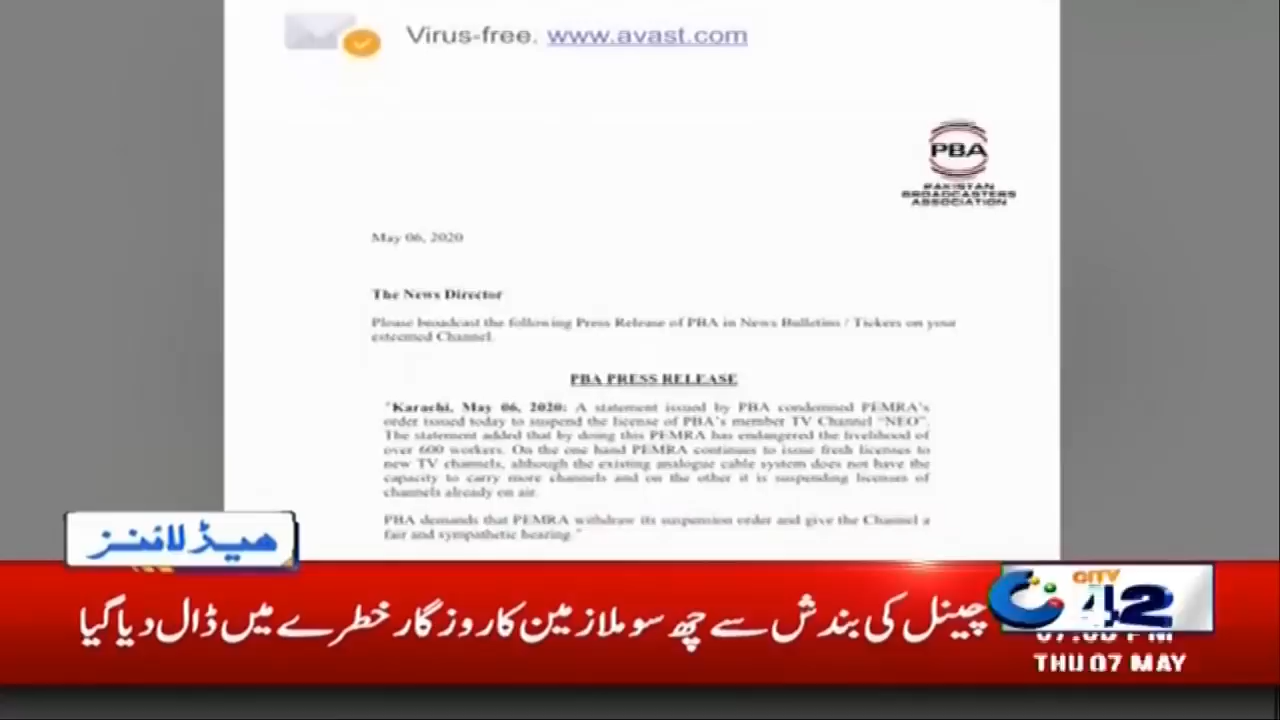 Virus-free. www.avast.com
PBA
PAKISTAN
BROADCASTERS
ASSOCIATION
May 06, 2020
The News Director
Please broadcast the following Press Release of PBA in News Bulletins / Tickers on your
esteemed Channel.
PBA PRESS RELEASE
"Karachi, May 06, 2020: A statement issued by PBA condemned PEMRA's
order issued today to suspend the license of PBA's member TV Channel "NEO".
The statement added that by doing this PEMRA has endangered the livelihood of
over 600 workers. On the one hand PEMRA continues to issue fresh licenses to
new TV channels, although the existing analogue cable system does not have the
capacity to carry more channels and on the other it is suspending licenses of
channels already on air.
PBA demands that PEMRA withdraw its suspension order and give the Channel a
fair and sympathetic hearing."
ہیڈلائنز
چینل کی بندش سے چھ سو ملازمین کا روزگار خطرے میں ڈال دیا گیا
CITY
42
PM
THU 07 MAY